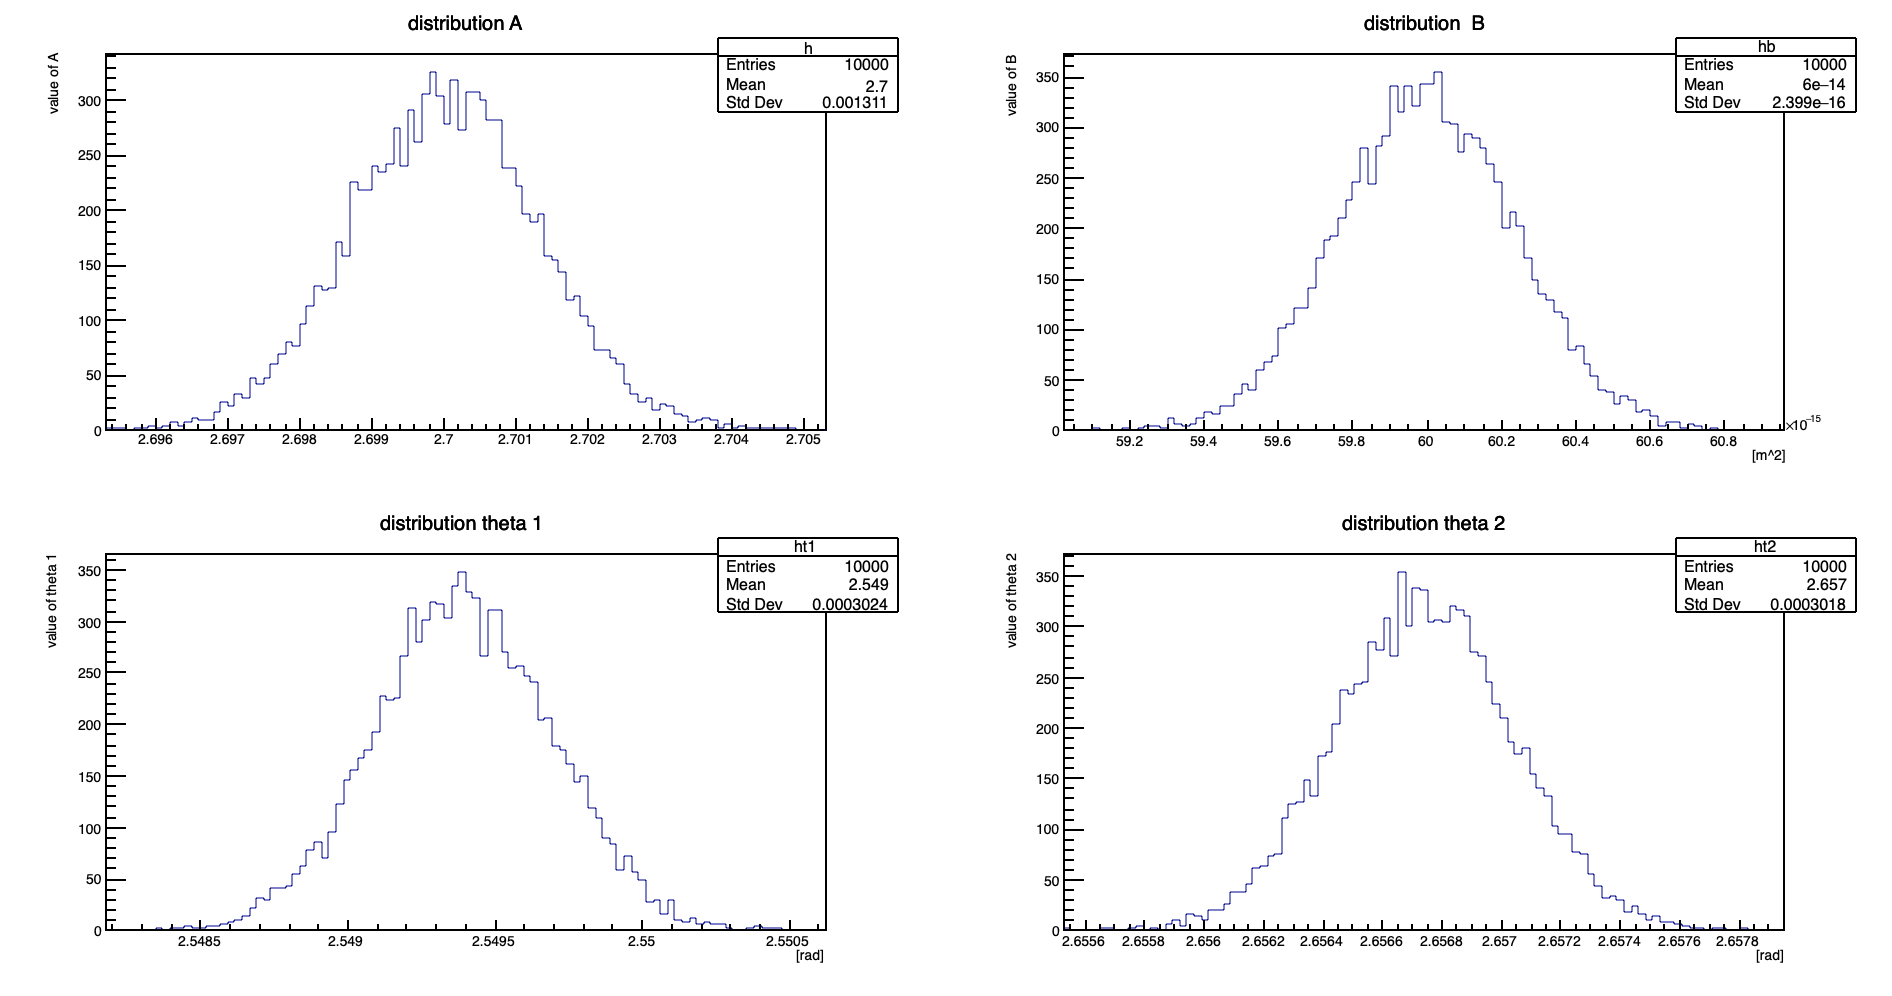 distribution A
value of A
h
Entries 10000
Mean 2.7
Std Dev 0.001311
300
250
200
150
100
50
0
2.696 2.697 2.698 2.699 2.7 2.701 2.702 2.703 2.704 2.705
distribution B
value of B
hb
Entries 10000
Mean 6e−14
Std Dev 2.399e−16
350
300
250
200
150
100
50
0
59.2 59.4 59.6 59.8 60 60.2 60.4 60.6 60.8
×10−15
[m^2]
distribution theta 1
value of theta 1
ht1
Entries 10000
Mean 2.549
Std Dev 0.0003024
350
300
250
200
150
100
50
0
2.5485 2.549 2.5495 2.55 2.5505
[rad]
distribution theta 2
value of theta 2
ht2
Entries 10000
Mean 2.657
Std Dev 0.0003018
350
300
250
200
150
100
50
0
2.6556 2.6558 2.656 2.6562 2.6564 2.6566 2.6568 2.657 2.6572 2.6574 2.6576 2.6578
[rad]